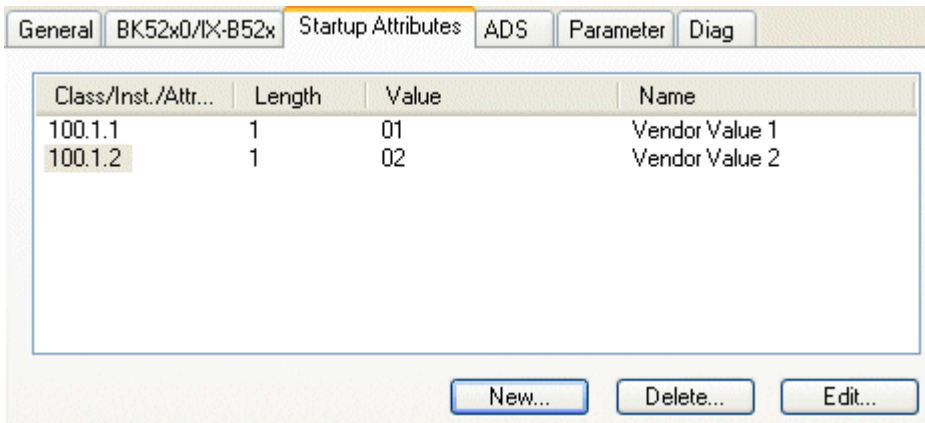 General BK52x0/IX-B52x Startup Attributes ADS Parameter Diag
Class/Inst./Attr... Length Value Name
100.1.1 1 01 Vendor Value 1
100.1.2 1 02 Vendor Value 2
New... Delete... Edit...